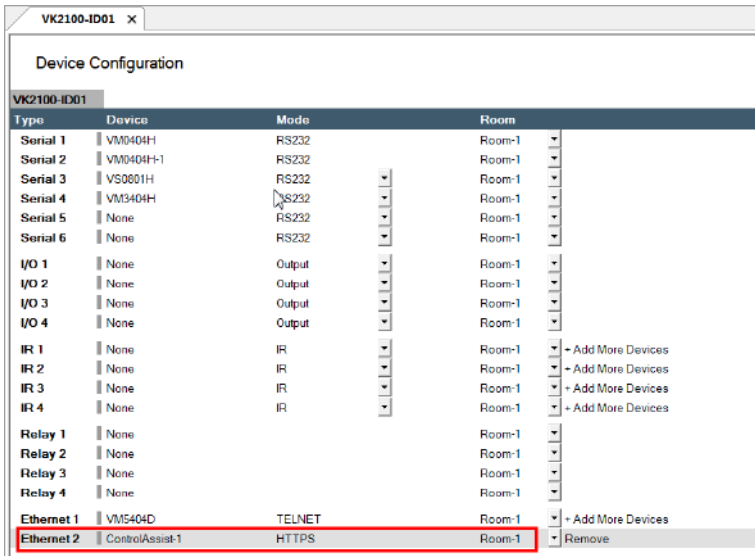 VK2100-ID01 X
Device Configuration
VK2100-ID01
Type Device Mode Room
Serial 1 VM0404H RS232 Room-1
Serial 2 VM0404H-1 RS232 Room-1
Serial 3 VS0801H RS232 Room-1
Serial 4 VM3404H RS232 Room-1
Serial 5 None RS232 Room-1
Serial 6 None RS232 Room-1
I/O 1 None Output Room-1
I/O 2 None Output Room-1
I/O 3 None Output Room-1
I/O 4 None Output Room-1
IR 1 None IR Room-1 + Add More Devices
IR 2 None IR Room-1 + Add More Devices
IR 3 None IR Room-1 + Add More Devices
IR 4 None IR Room-1 + Add More Devices
Relay 1 None Room-1
Relay 2 None Room-1
Relay 3 None Room-1
Relay 4 None Room-1
Ethernet 1 VM5404D TELNET Room-1 + Add More Devices
Ethernet 2 ControlAssist-1 HTTPS Room-1 Remove